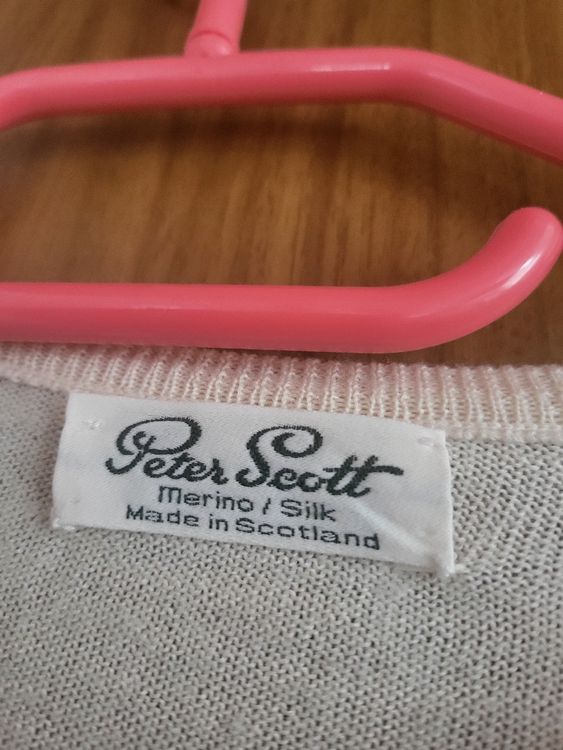 Peter Scott
Merino / Silk
Made in Scotland